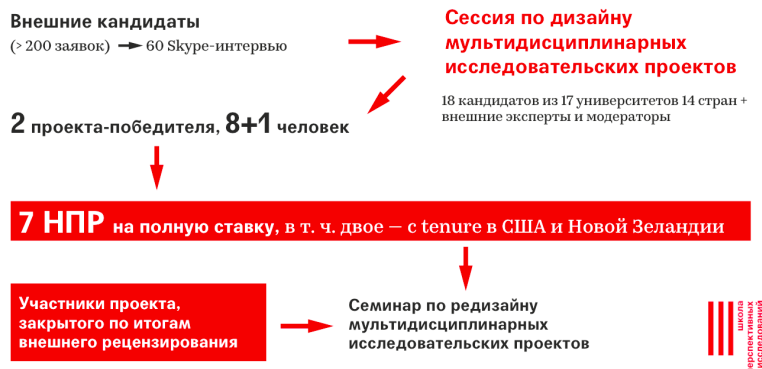 Внешние кандидаты
(> 200 заявок) → 60 Skype-интервью
Сессия по дизайну
мультидисциплинарных
исследовательских проектов
18 кандидатов из 17 университетов 14 стран +
внешние эксперты и модераторы
2 проекта-победителя, 8+1 человек
7 НПР на полную ставку, в т. ч. двое — с tenure в США и Новой Зеландии
Участники проекта,
закрытого по итогам
внешнего рецензирования
Семинар по редизайну
мультидисциплинарных
исследовательских проектов
школа
ерспективных
исследований